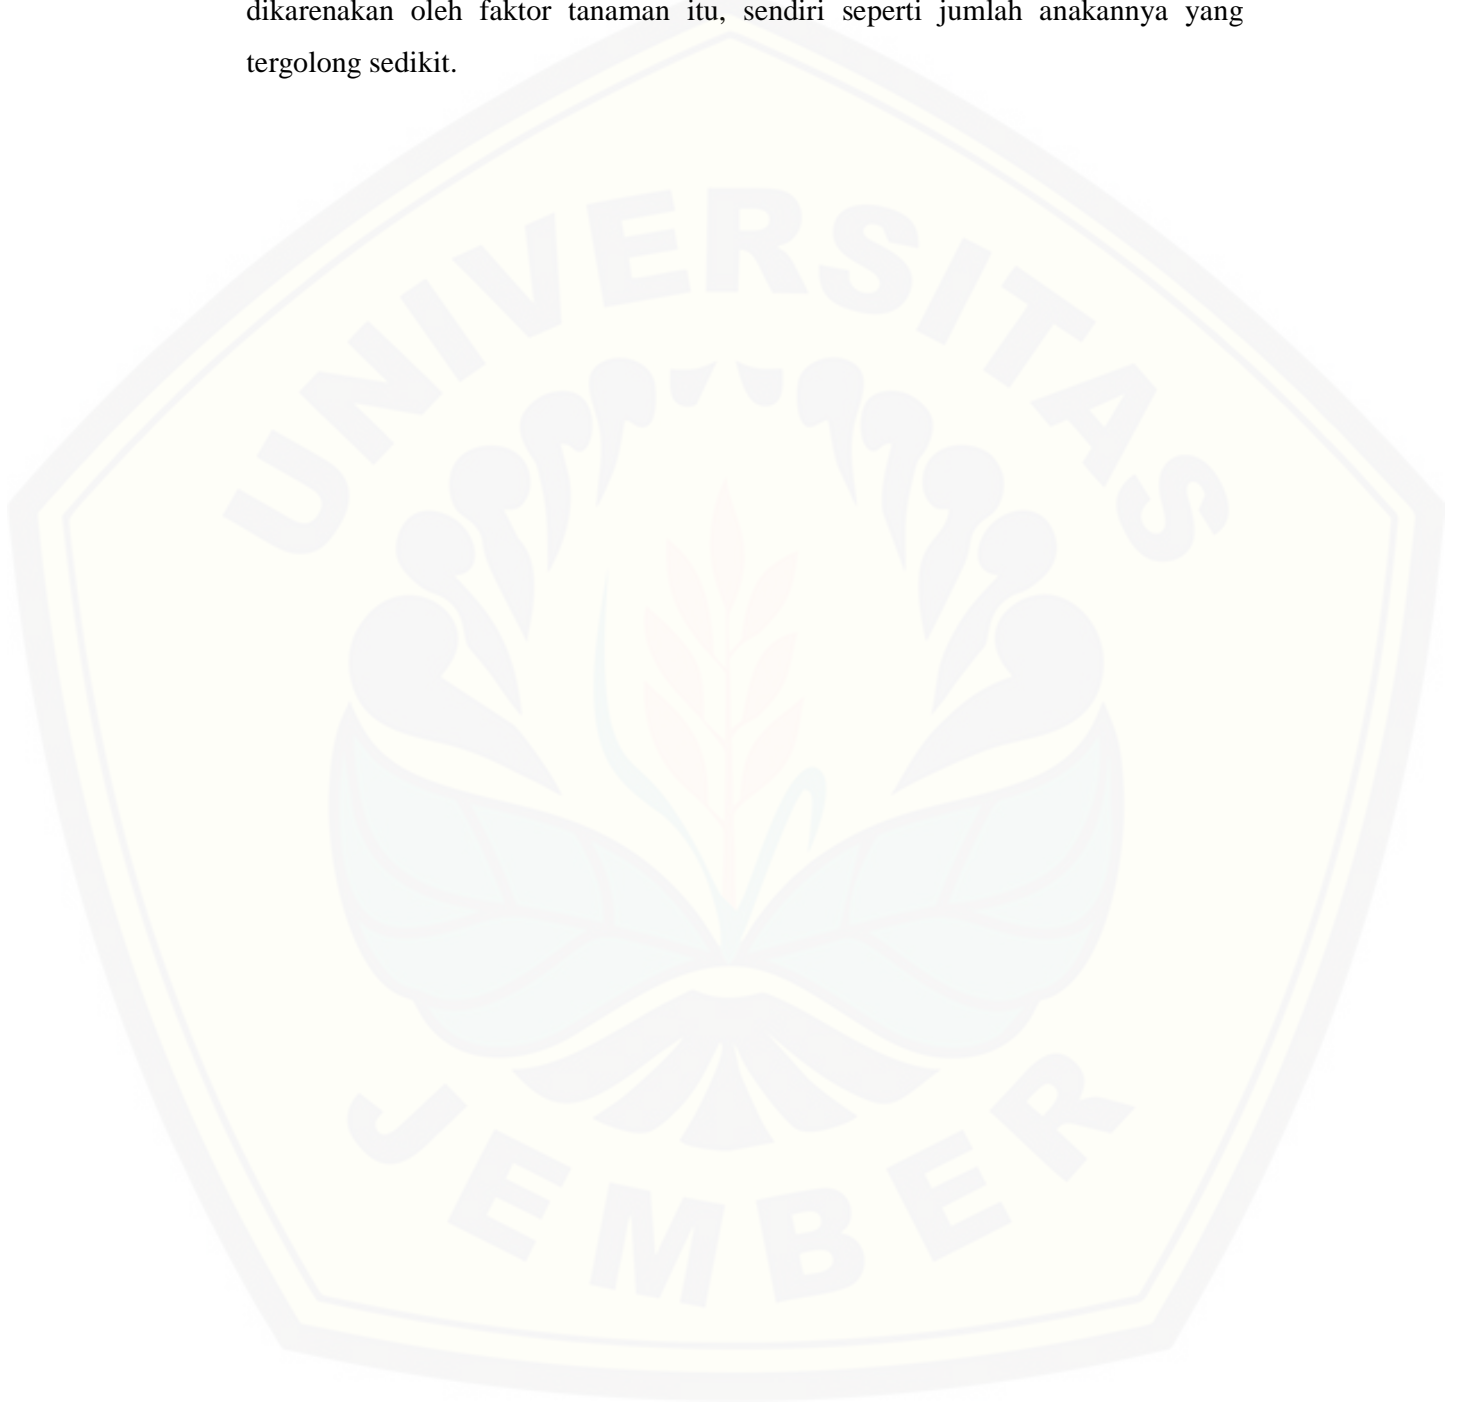 dikarenakan oleh faktor tanaman itu, sendiri seperti jumlah anakannya yang
tergolong sedikit.
UNIVERSITAS
JEMBER